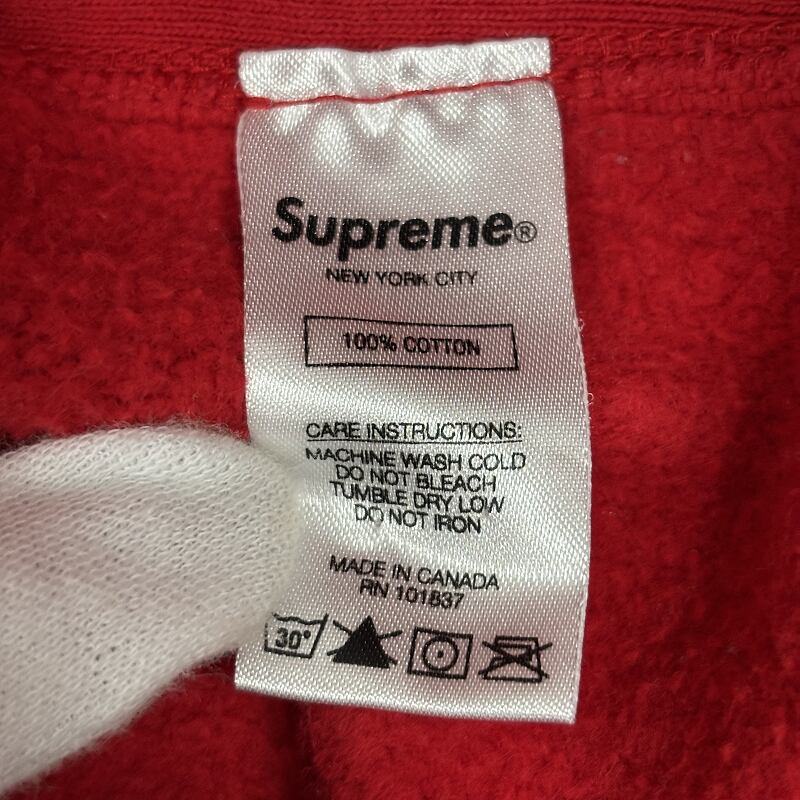 Supreme®
NEW YORK CITY
100% COTTON
CARE INSTRUCTIONS:
MACHINE WASH COLD
DO NOT BLEACH
TUMBLE DRY LOW
DO NOT IRON
MADE IN CANADA
RN 101837
30°